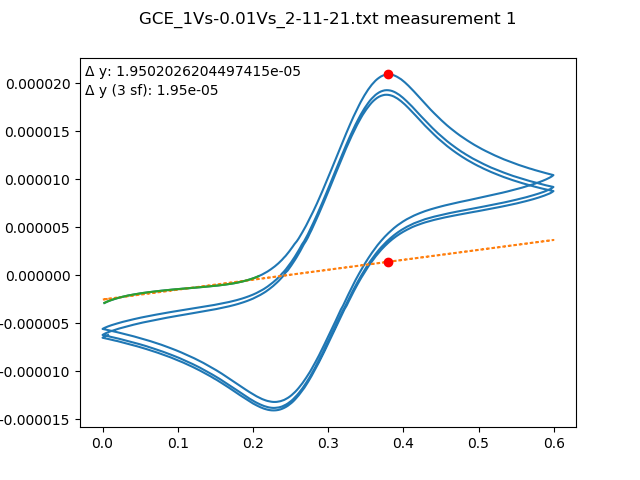 GCE_1Vs-0.01Vs_2-11-21.txt measurement 1
Δ y: 1.9502026204497415e-05
Δ y (3 sf): 1.95e-05
0.000020
0.000015
0.000010
0.000005
0.000000
0.000005
0.000010
0.000015
0.0 0.1 0.2 0.3 0.4 0.5 0.6